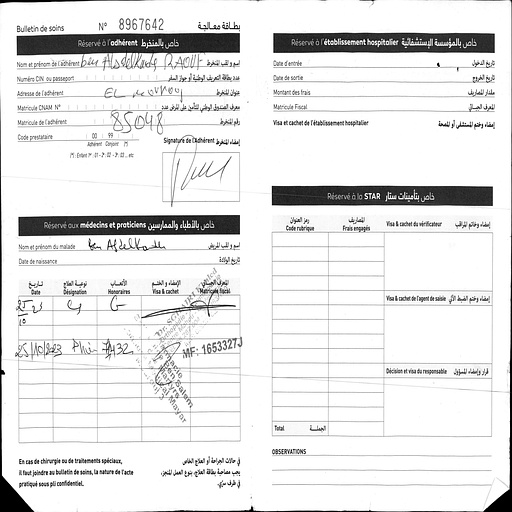 Bulletin de soins N° 8967642 بطاقة معالجة
Réservé à l'adhérent خاص بالمنخرط
Nom et prénom de l'adhérent ben Abdelkader RAOUF إسم و لقب المنخرط
Numéro CIN ou passeport عدد بطاقة التعريف الوطنية أو جواز السفر
Adresse de l'adhérent EL mourouj عنوان المنخرط
Matricule CNAM N° معرف الصندوق الوطني للتأمين على المرض عدد
Matricule de l'adhérent 85048 رقم المنخرط
Code prestataire 00 99 Signature de l'Adhérent إمضاء المنخرط
Adhérent Conjoint (*)
(*) : Enfant 1er : 01 - 2e : 02 - 3e : 03 ... etc
Réservé aux médecins et praticiens خاص بالأطباء والممارسين
Nom et prénom du malade Ben Abdelkader إسم و لقب المريض
Date de naissance تاريخ الولادة
تاريخ نوعية العلاج الأتعاب الإمضاء و الختم المعرف الجبائي
Date Désignation Honoraires Visa & cachet Matricule fiscal
25/10 23 G
25/10/2023 MF: 1653327J
Pharmacie
Ben Salem
En cas de chirurgie ou de traitements spéciaux,
il faut joindre au bulletin de soins, la nature de l'acte
pratiqué sous pli confidentiel.
في حالات الجراحة أو العلاج الخاص
يجب مصاحبة بطاقة العلاج، بنوع العمل المنجز،
في ظرف سري.
Réservé à l'établissement hospitalier خاص بالمؤسسة الإستشفائية
Date d'entrée تاريخ الدخول
Date de sortie تاريخ الخروج
Montant des frais مقدار المصاريف
Matricule Fiscal المعرف الجبائي
Visa et cachet de l'établissement hospitalier إمضاء وختم المستشفى أو المصحة
Réservé à la STAR خاص بتأمينات ستار
رمز العنوان المصاريف
Code rubrique Frais engagés Visa & cachet du vérificateur إمضاء وخاتم المراقب
Visa & cachet de l'agent de saisie إمضاء وختم الضبط الآلي
Décision et visa du responsable قرار وإمضاء المسؤول
Total الجملة
OBSERVATIONS